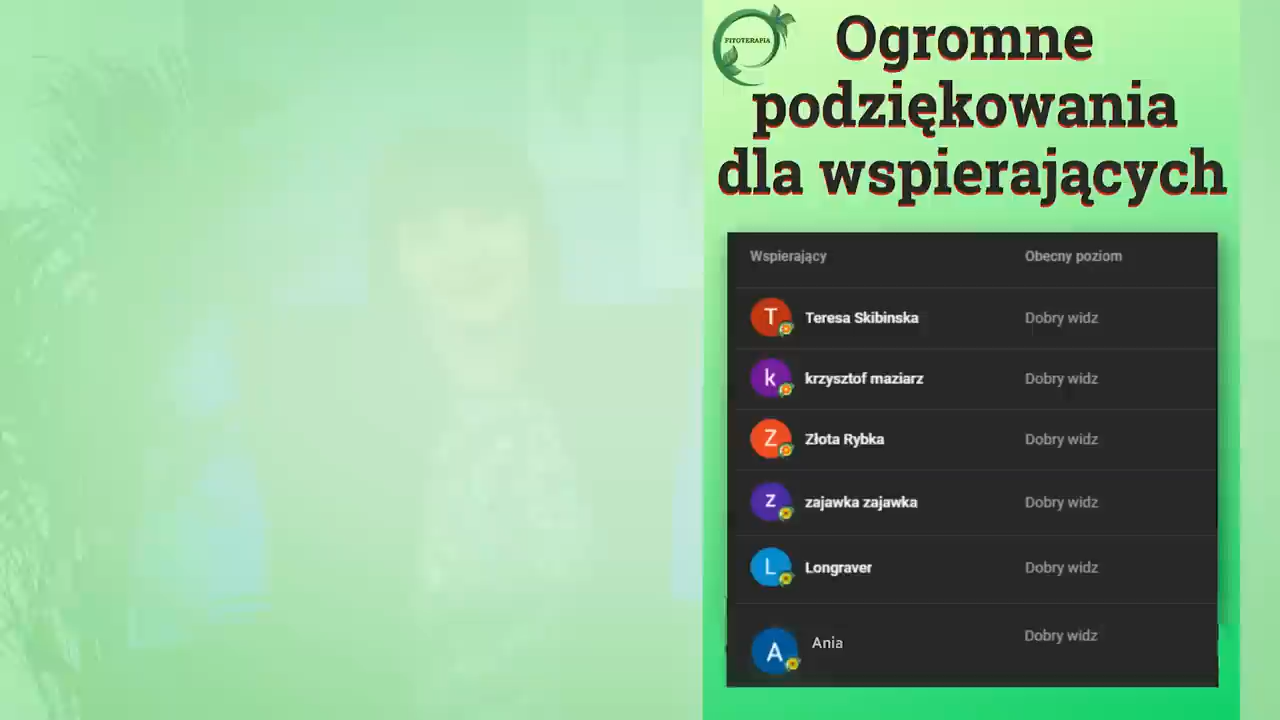 FITOTERAPIA
Ogromne
podziękowania
dla wspierających
Wspierający Obecny poziom
T Teresa Skibinska Dobry widz
k krzysztof maziarz Dobry widz
Z Złota Rybka Dobry widz
z zajawka zajawka Dobry widz
L Longraver Dobry widz
A Ania Dobry widz